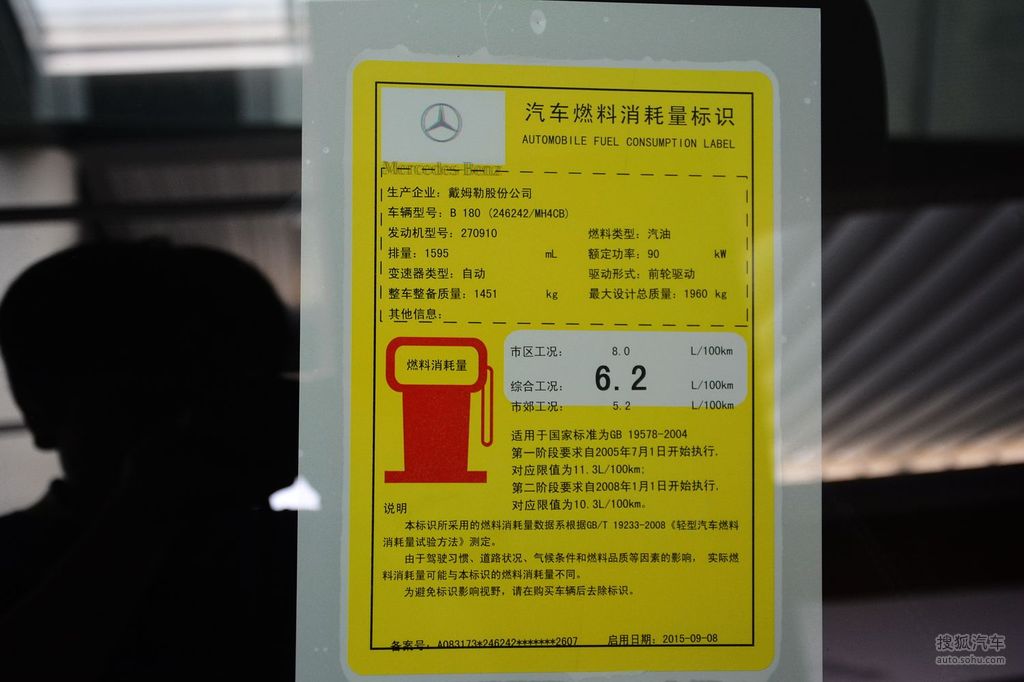 汽车燃料消耗量标识
AUTOMOBILE FUEL CONSUMPTION LABEL
Mercedes-Benz
生产企业：戴姆勒股份公司
车辆型号：B 180 (246242/MH4CB)
发动机型号：270910 燃料类型：汽油
排量：1595 mL 额定功率：90 kW
变速器类型：自动 驱动形式：前轮驱动
整车整备质量：1451 kg 最大设计总质量：1960 kg
其他信息：
燃料消耗量
市区工况： 8.0 L/100km
综合工况： 6.2 L/100km
市郊工况： 5.2 L/100km
适用于国家标准为GB 19578-2004
第一阶段要求自2005年7月1日开始执行.
对应限值为11.3L/100km;
第二阶段要求自2008年1月1日开始执行.
对应限值为10.3L/100km。
说明
本标识所采用的燃料消耗量数据系根据GB/T 19233-2008《轻型汽车燃料
消耗量试验方法》测定。
由于驾驶习惯、道路状况、气候条件和燃料品质等因素的影响， 实际燃
料消耗量可能与本标识的燃料消耗量不同。
为避免标识影响视野，请在购买车辆后去除标识。
备案号：A083173*246242*******2607 启用日期：2015-09-08
搜狐汽车
auto.sohu.com